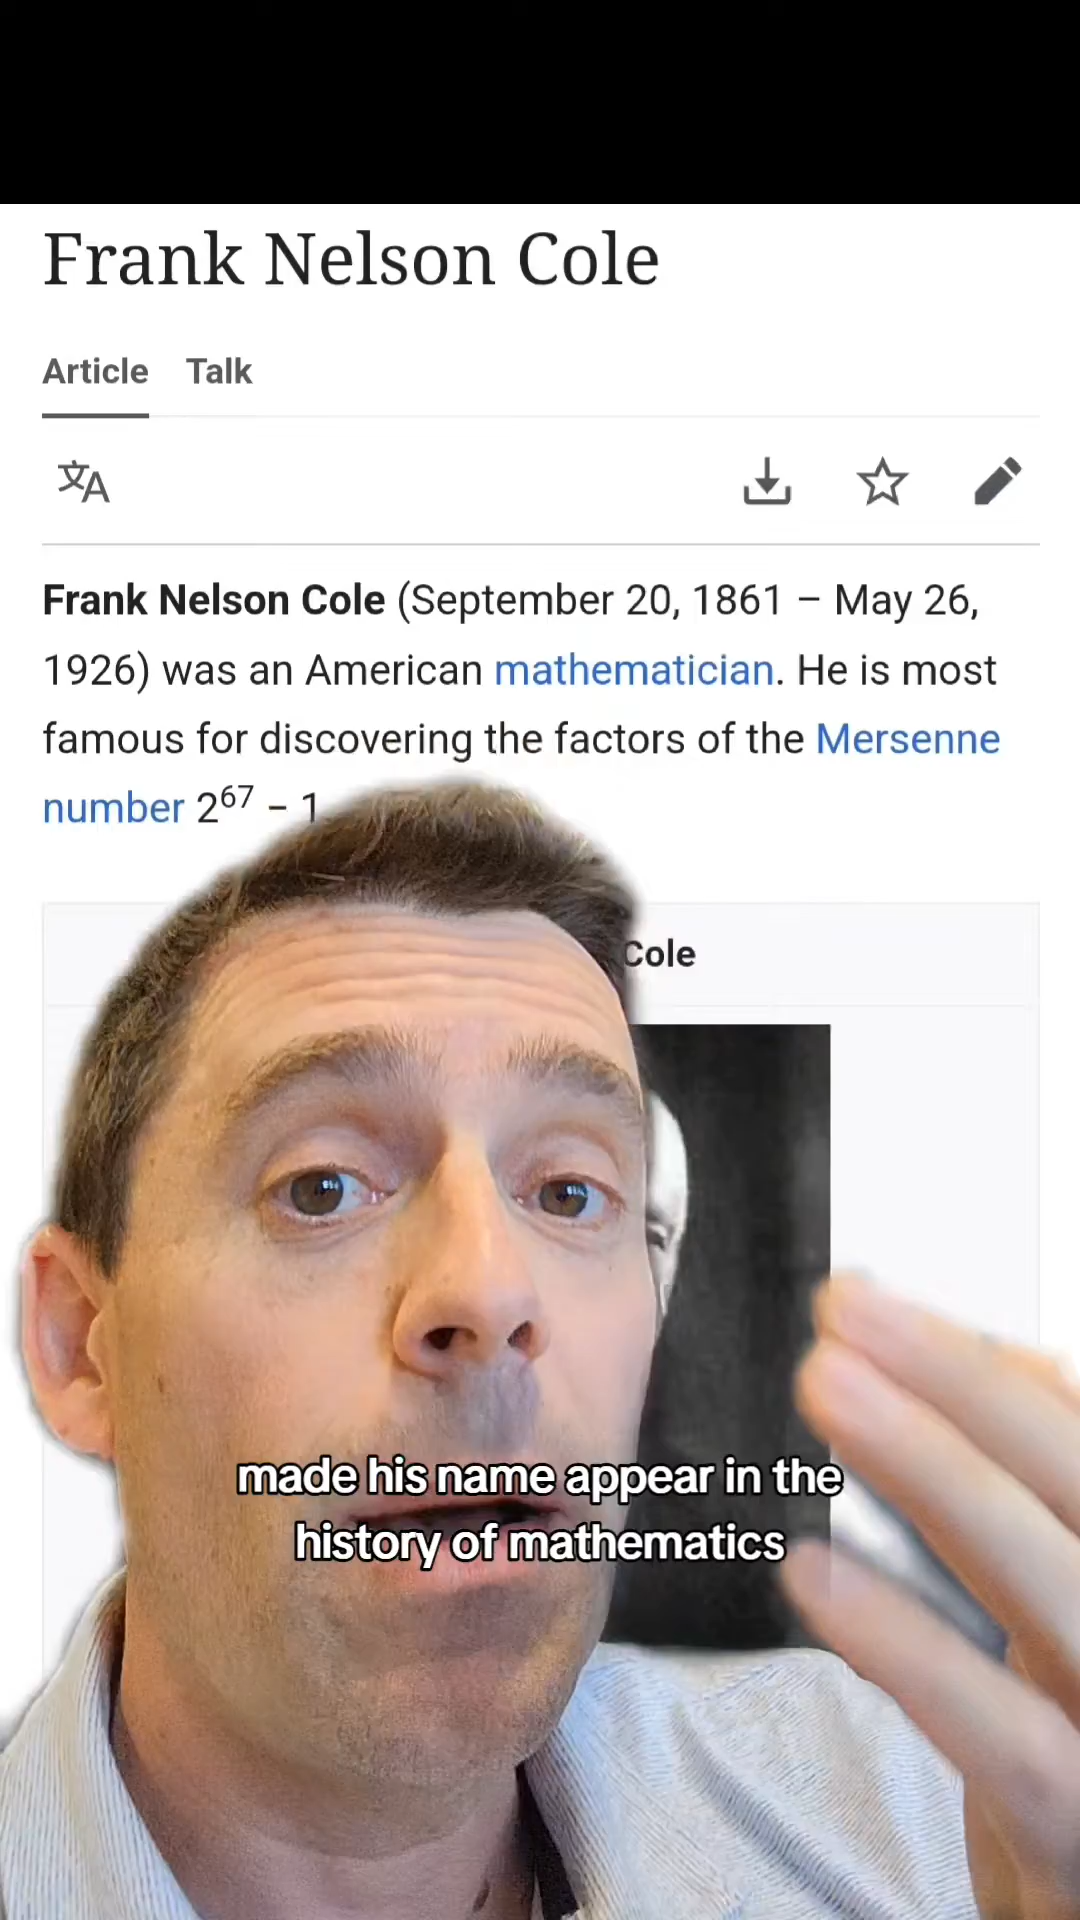 Frank Nelson Cole
Article Talk
文A
Frank Nelson Cole (September 20, 1861 – May 26,
1926) was an American mathematician. He is most
famous for discovering the factors of the Mersenne
number 2⁶⁷ − 1
Cole
made his name appear in the
history of mathematics